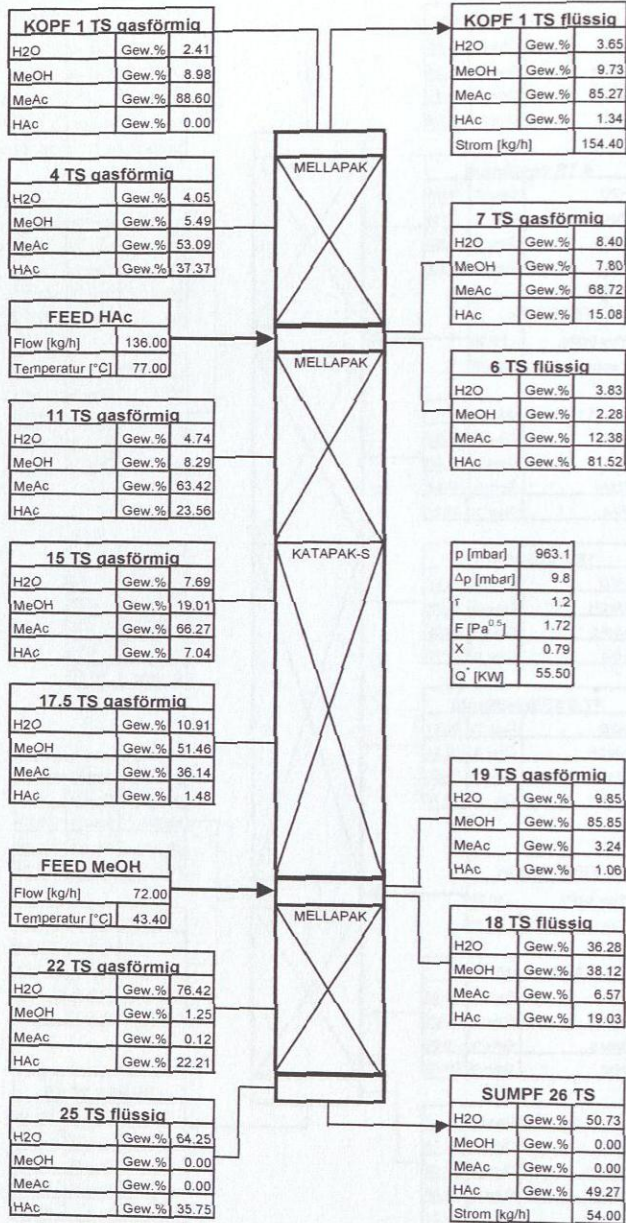 KOPF 1 TS gasförmig
H2O Gew.% 2.41
MeOH Gew.% 8.98
MeAc Gew.% 88.60
HAc Gew.% 0.00
KOPF 1 TS flüssig
H2O Gew.% 3.65
MeOH Gew.% 9.73
MeAc Gew.% 85.27
HAc Gew.% 1.34
Strom [kg/h] 154.40
MELLAPAK
4 TS gasförmig
H2O Gew.% 4.05
MeOH Gew.% 5.49
MeAc Gew.% 53.09
HAc Gew.% 37.37
7 TS gasförmig
H2O Gew.% 8.40
MeOH Gew.% 7.80
MeAc Gew.% 68.72
HAc Gew.% 15.08
FEED HAc
Flow [kg/h] 136.00
Temperatur [°C] 77.00
MELLAPAK
6 TS flüssig
H2O Gew.% 3.83
MeOH Gew.% 2.28
MeAc Gew.% 12.38
HAc Gew.% 81.52
11 TS gasförmig
H2O Gew.% 4.74
MeOH Gew.% 8.29
MeAc Gew.% 63.42
HAc Gew.% 23.56
KATAPAK-S
15 TS gasförmig
H2O Gew.% 7.69
MeOH Gew.% 19.01
MeAc Gew.% 66.27
HAc Gew.% 7.04
p [mbar] 963.1
Δp [mbar] 9.8
r 1.2
F [Pa^0.5] 1.72
X 0.79
Q* [KW] 55.50
17.5 TS gasförmig
H2O Gew.% 10.91
MeOH Gew.% 51.46
MeAc Gew.% 36.14
HAc Gew.% 1.48
19 TS gasförmig
H2O Gew.% 9.85
MeOH Gew.% 85.85
MeAc Gew.% 3.24
HAc Gew.% 1.06
FEED MeOH
Flow [kg/h] 72.00
Temperatur [°C] 43.40
MELLAPAK
18 TS flüssig
H2O Gew.% 36.28
MeOH Gew.% 38.12
MeAc Gew.% 6.57
HAc Gew.% 19.03
22 TS gasförmig
H2O Gew.% 76.42
MeOH Gew.% 1.25
MeAc Gew.% 0.12
HAc Gew.% 22.21
25 TS flüssig
H2O Gew.% 64.25
MeOH Gew.% 0.00
MeAc Gew.% 0.00
HAc Gew.% 35.75
SUMPF 26 TS
H2O Gew.% 50.73
MeOH Gew.% 0.00
MeAc Gew.% 0.00
HAc Gew.% 49.27
Strom [kg/h] 54.00